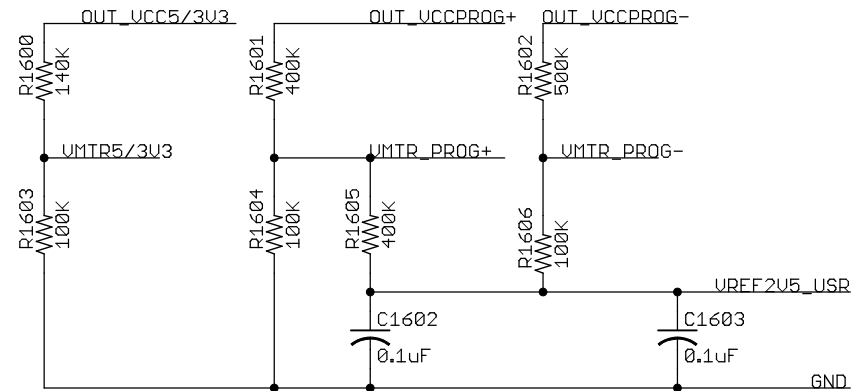 OUT_VCC5/3V3
OUT_VCCPROG+
OUT_VCCPROG-
R1600
140K
R1601
400K
R1602
500K
VMTR5/3V3
VMTR_PROG+
VMTR_PROG-
R1603
100K
R1604
100K
R1605
400K
R1606
100K
VREF2V5_USR
C1602
0.1uF
C1603
0.1uF
GND